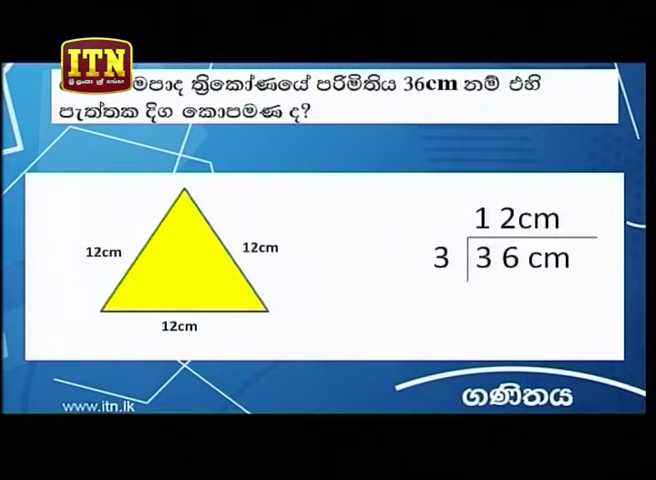 ITN
ශ්‍රී ලංකා ග්‍රේ හඬයි
මපාද ත්‍රිකෝණයේ පරිමිතිය 36cm නම් එහි
පැත්තක දිග කොපමණ ද?
12cm
12cm
12cm
1 2cm
3 3 6 cm
ගණිතය
www.itn.lk